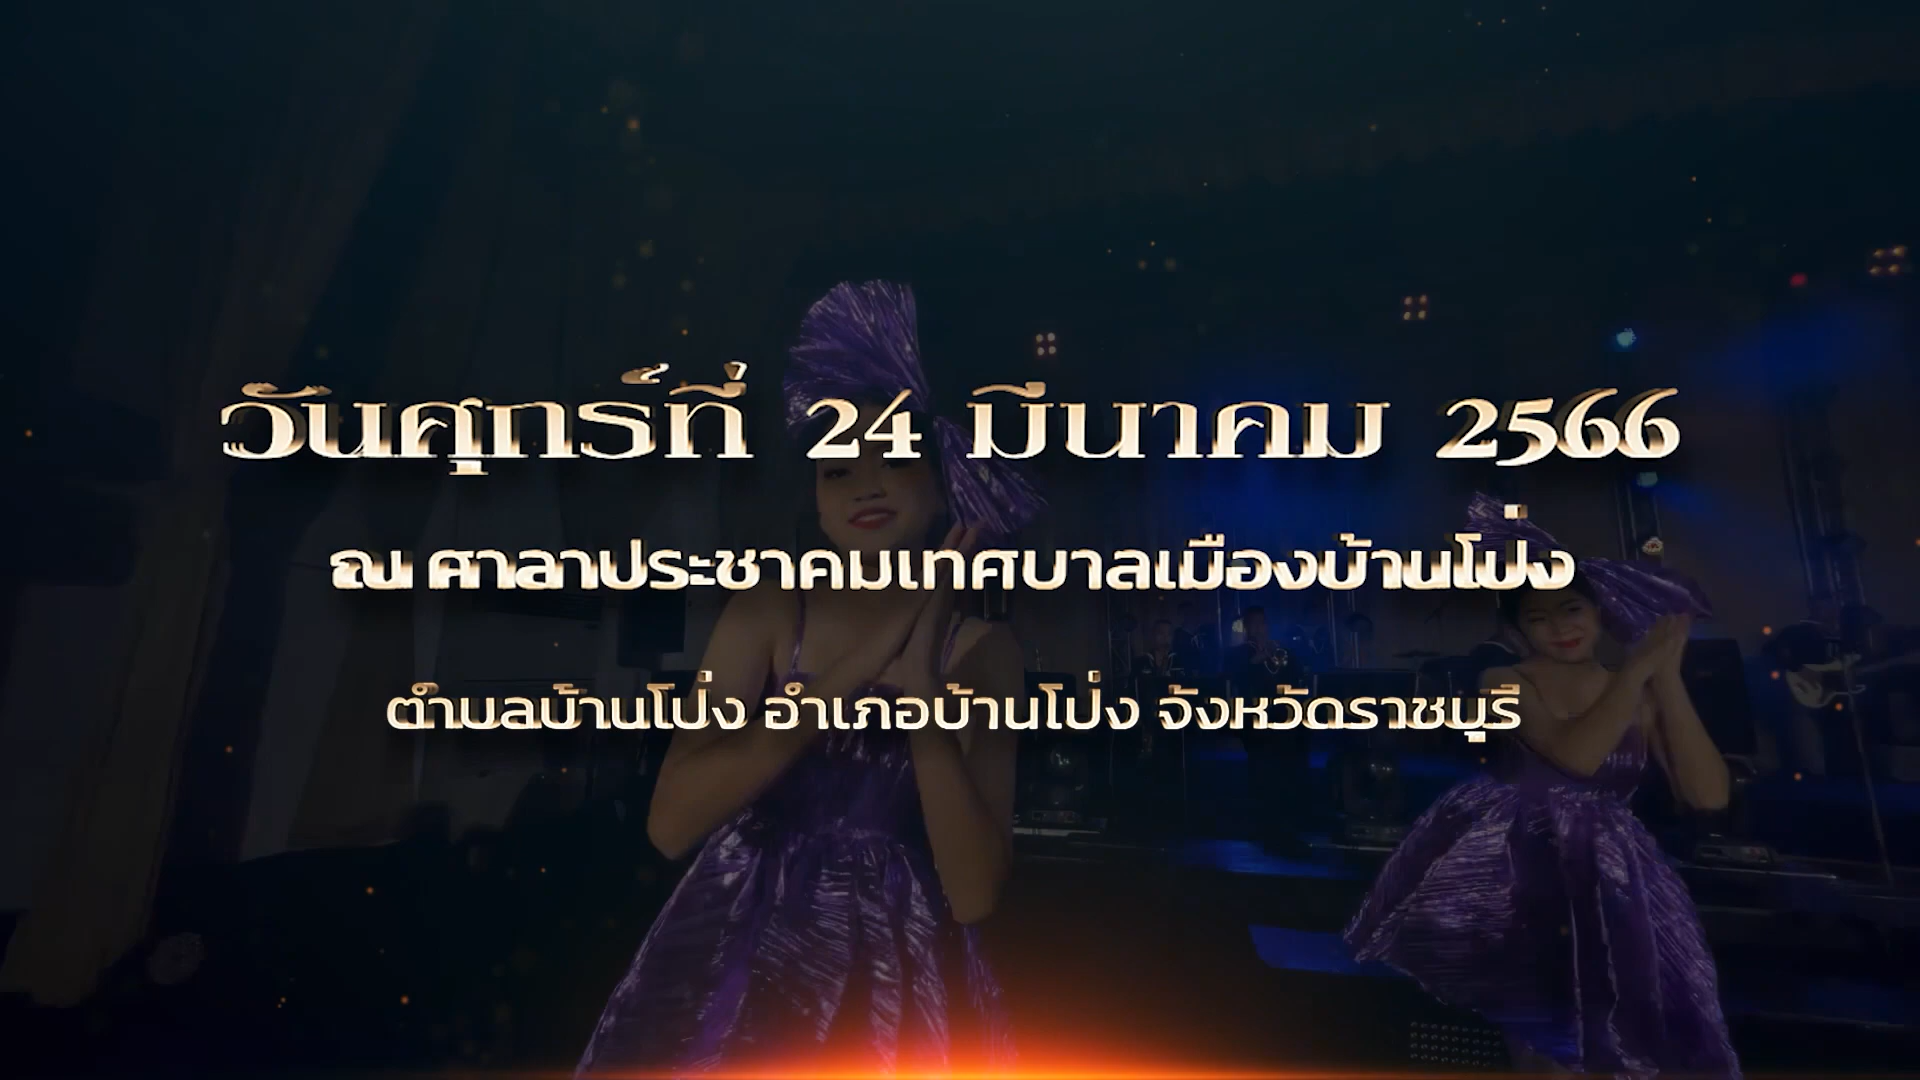 วันศุกร์ที่ 24 มีนาคม 2566
ณ ศาลาประชาคมเทศบาลเมืองบ้านโป่ง
ตำบลบ้านโป่ง อำเภอบ้านโป่ง จังหวัดราชบุรี